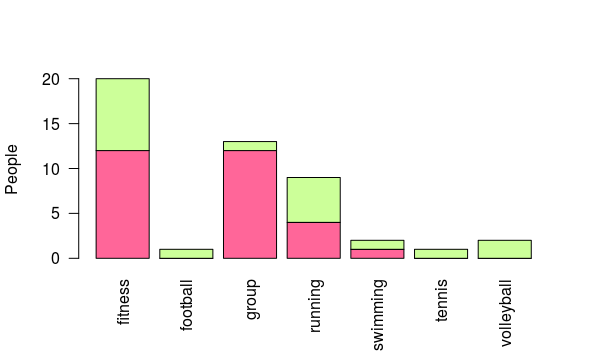 People
20
15
10
5
0
fitness
football
group
running
swimming
tennis
volleyball